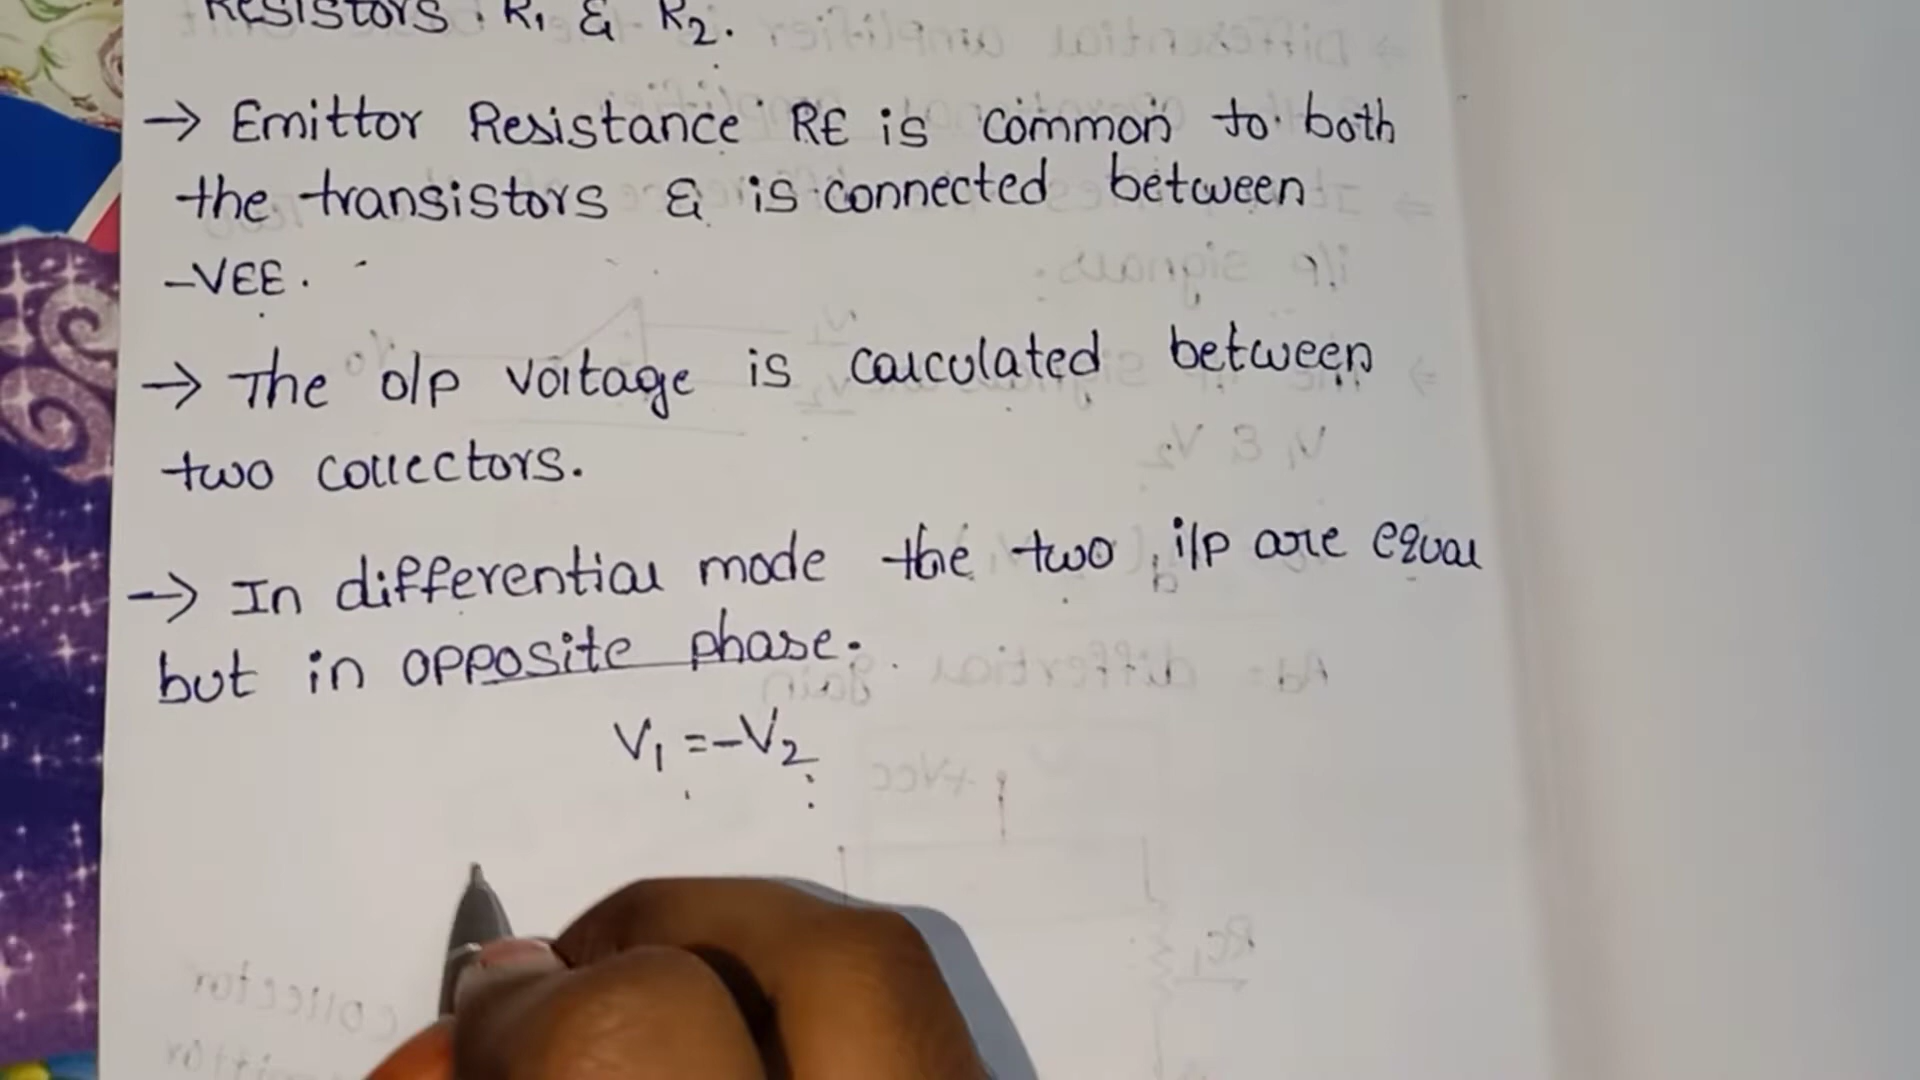 Resistors R1 & R2.
→ Emittor Resistance RE is common to both
the transistors & is connected between
-VEE.
→ The o/p voltage is calculated between
two collectors.
→ In differential mode the two i/p are equal
but in opposite phase.
V1 = -V2